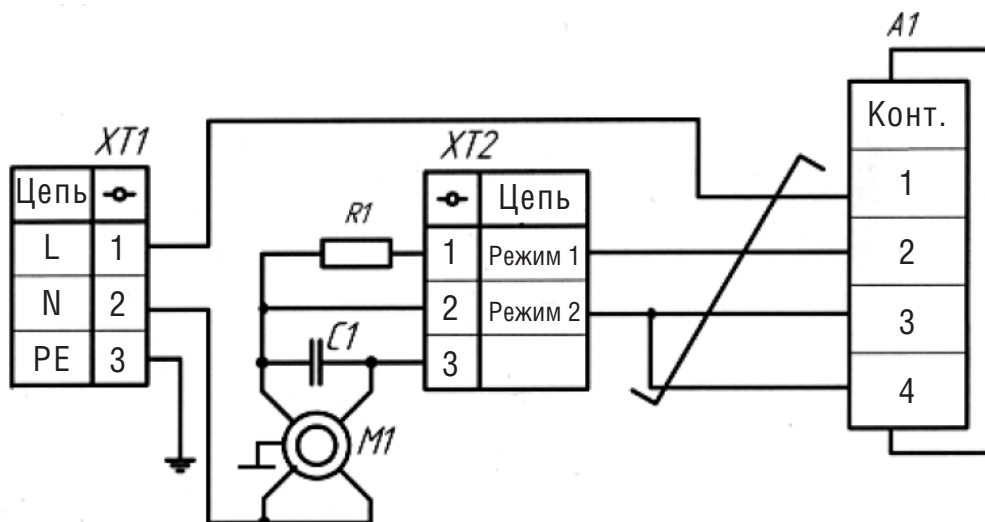 A1
XT1
XT2
Конт.
Цепь
L 1
N 2
PE 3
R1
Цепь
1 Режим 1
2 Режим 2
3
C1
M1
1
2
3
4